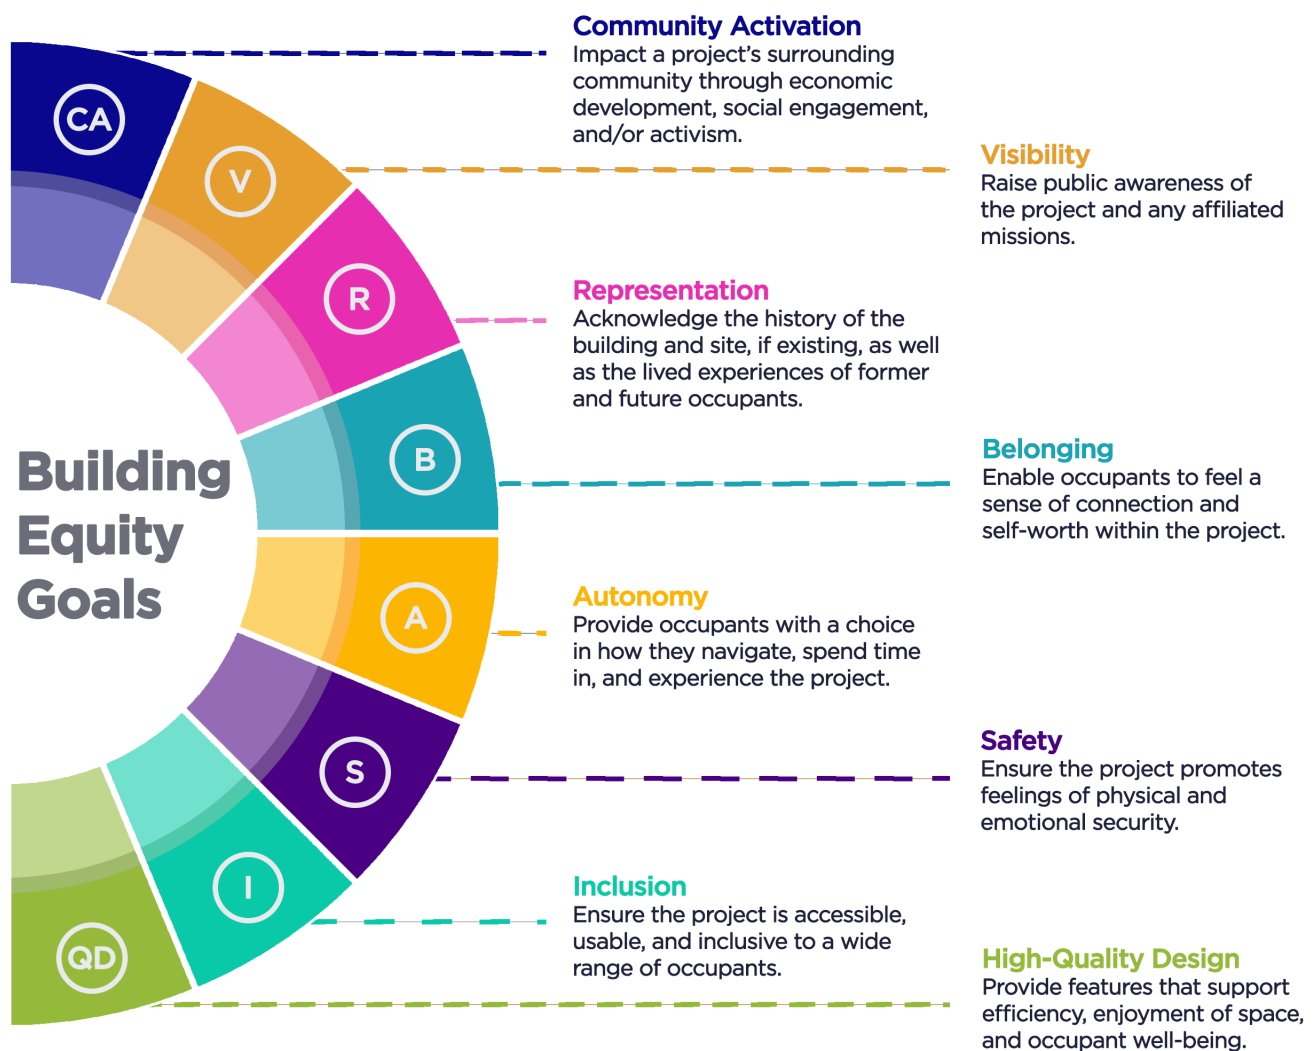 Building
Equity
Goals
CA
V
R
B
A
S
I
QD
Community Activation
Impact a project’s surrounding
community through economic
development, social engagement,
and/or activism.
Visibility
Raise public awareness of
the project and any affiliated
missions.
Representation
Acknowledge the history of the
building and site, if existing, as well
as the lived experiences of former
and future occupants.
Belonging
Enable occupants to feel a
sense of connection and
self-worth within the project.
Autonomy
Provide occupants with a choice
in how they navigate, spend time
in, and experience the project.
Safety
Ensure the project promotes
feelings of physical and
emotional security.
Inclusion
Ensure the project is accessible,
usable, and inclusive to a wide
range of occupants.
High-Quality Design
Provide features that support
efficiency, enjoyment of space,
and occupant well-being.